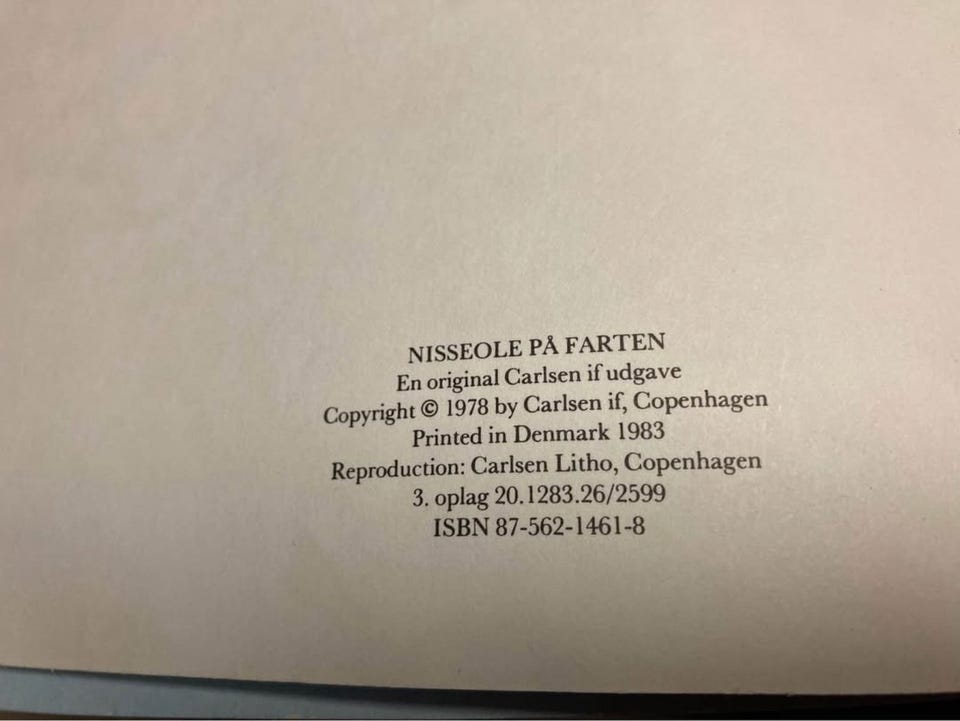 NISSEOLE PÅ FARTEN
En original Carlsen if udgave
Copyright © 1978 by Carlsen if, Copenhagen
Printed in Denmark 1983
Reproduction: Carlsen Litho, Copenhagen
3. oplag 20.1283.26/2599
ISBN 87-562-1461-8